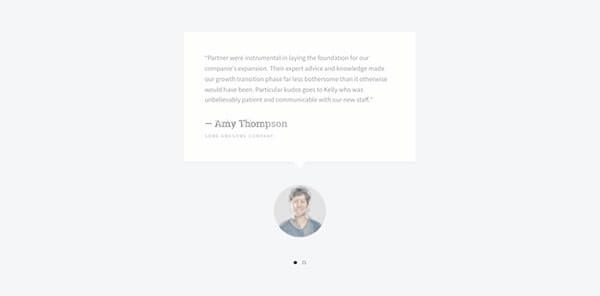 “Partner were instrumental in laying the foundation for our
companie's expansion. Their expert advice and knowledge made
our growth transition phase far less bothersome than it otherwise
would have been. Particular kudos goes to Kelly who was
unbelievably patient and communicable with our new staff.”
— Amy Thompson
SOME AWESOME COMPANY